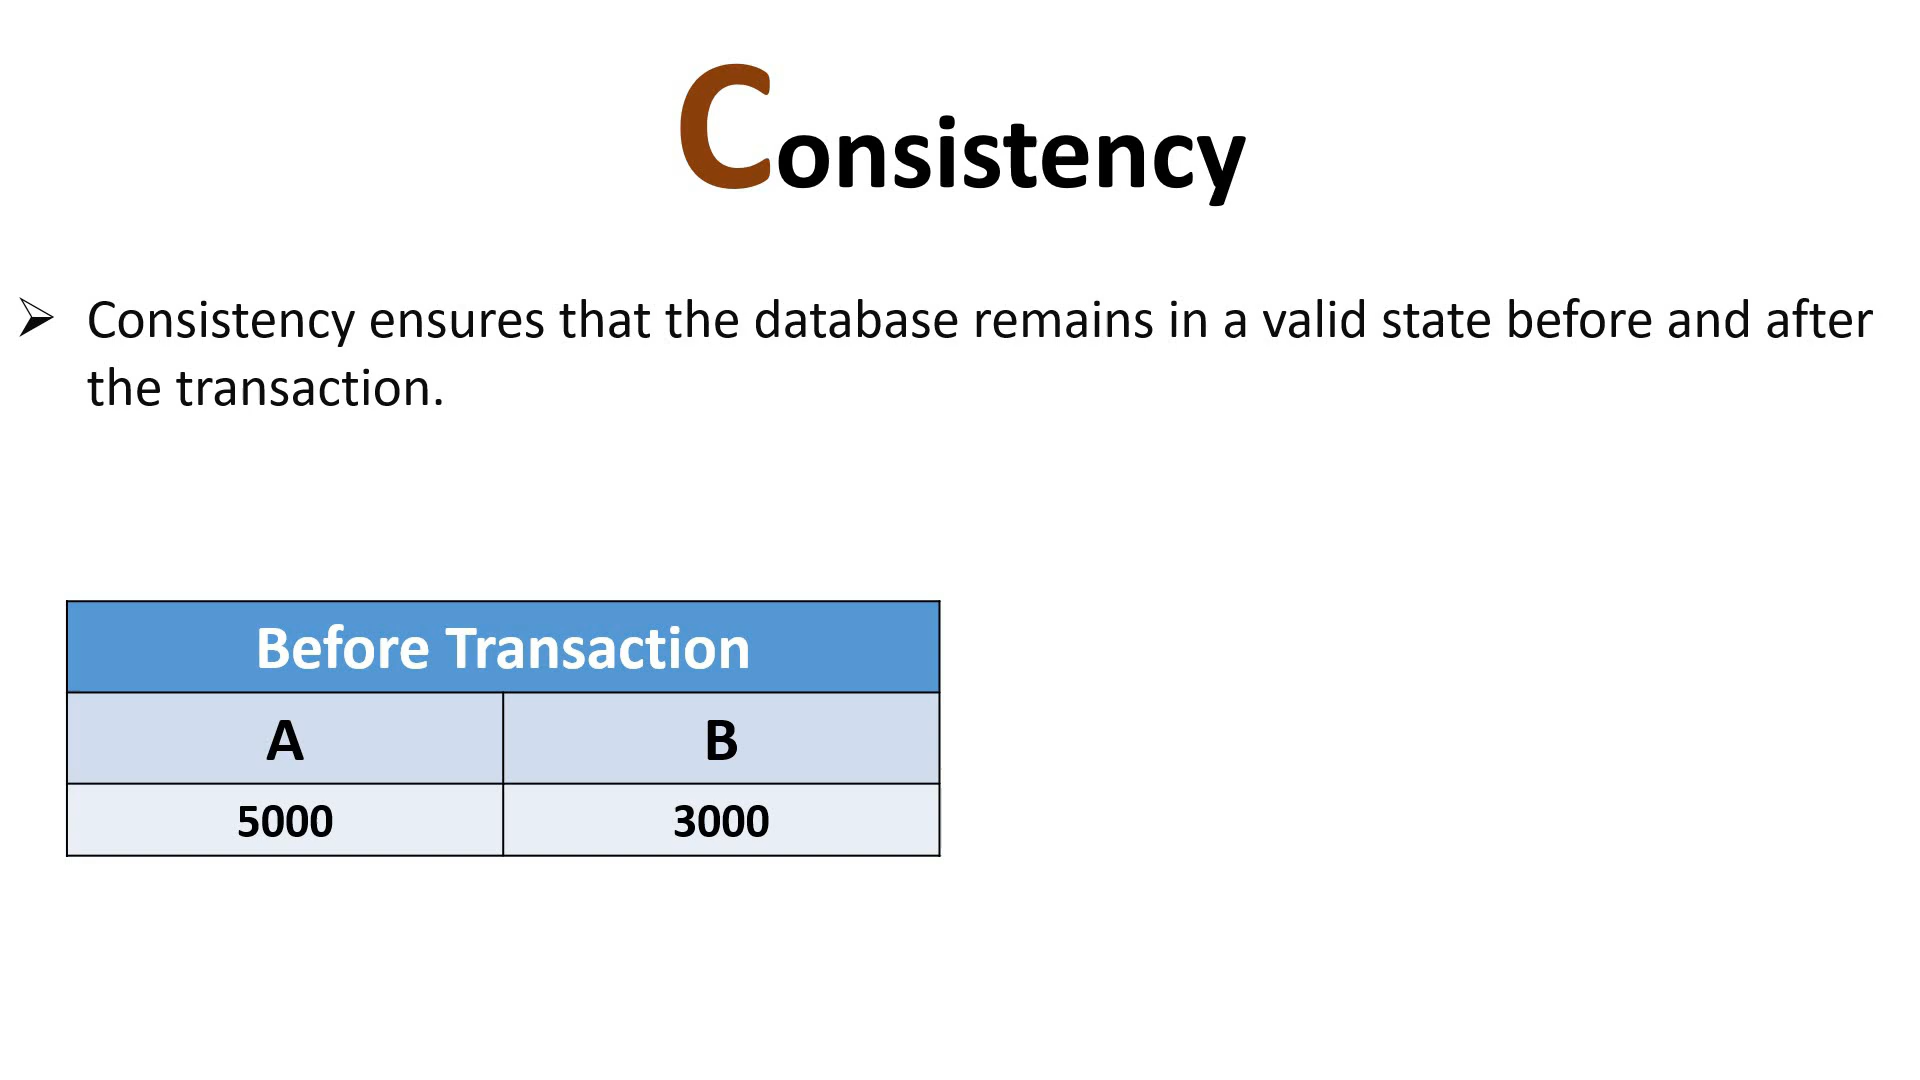 Consistency
Consistency ensures that the database remains in a valid state before and after
the transaction.
Before Transaction
A B
5000 3000